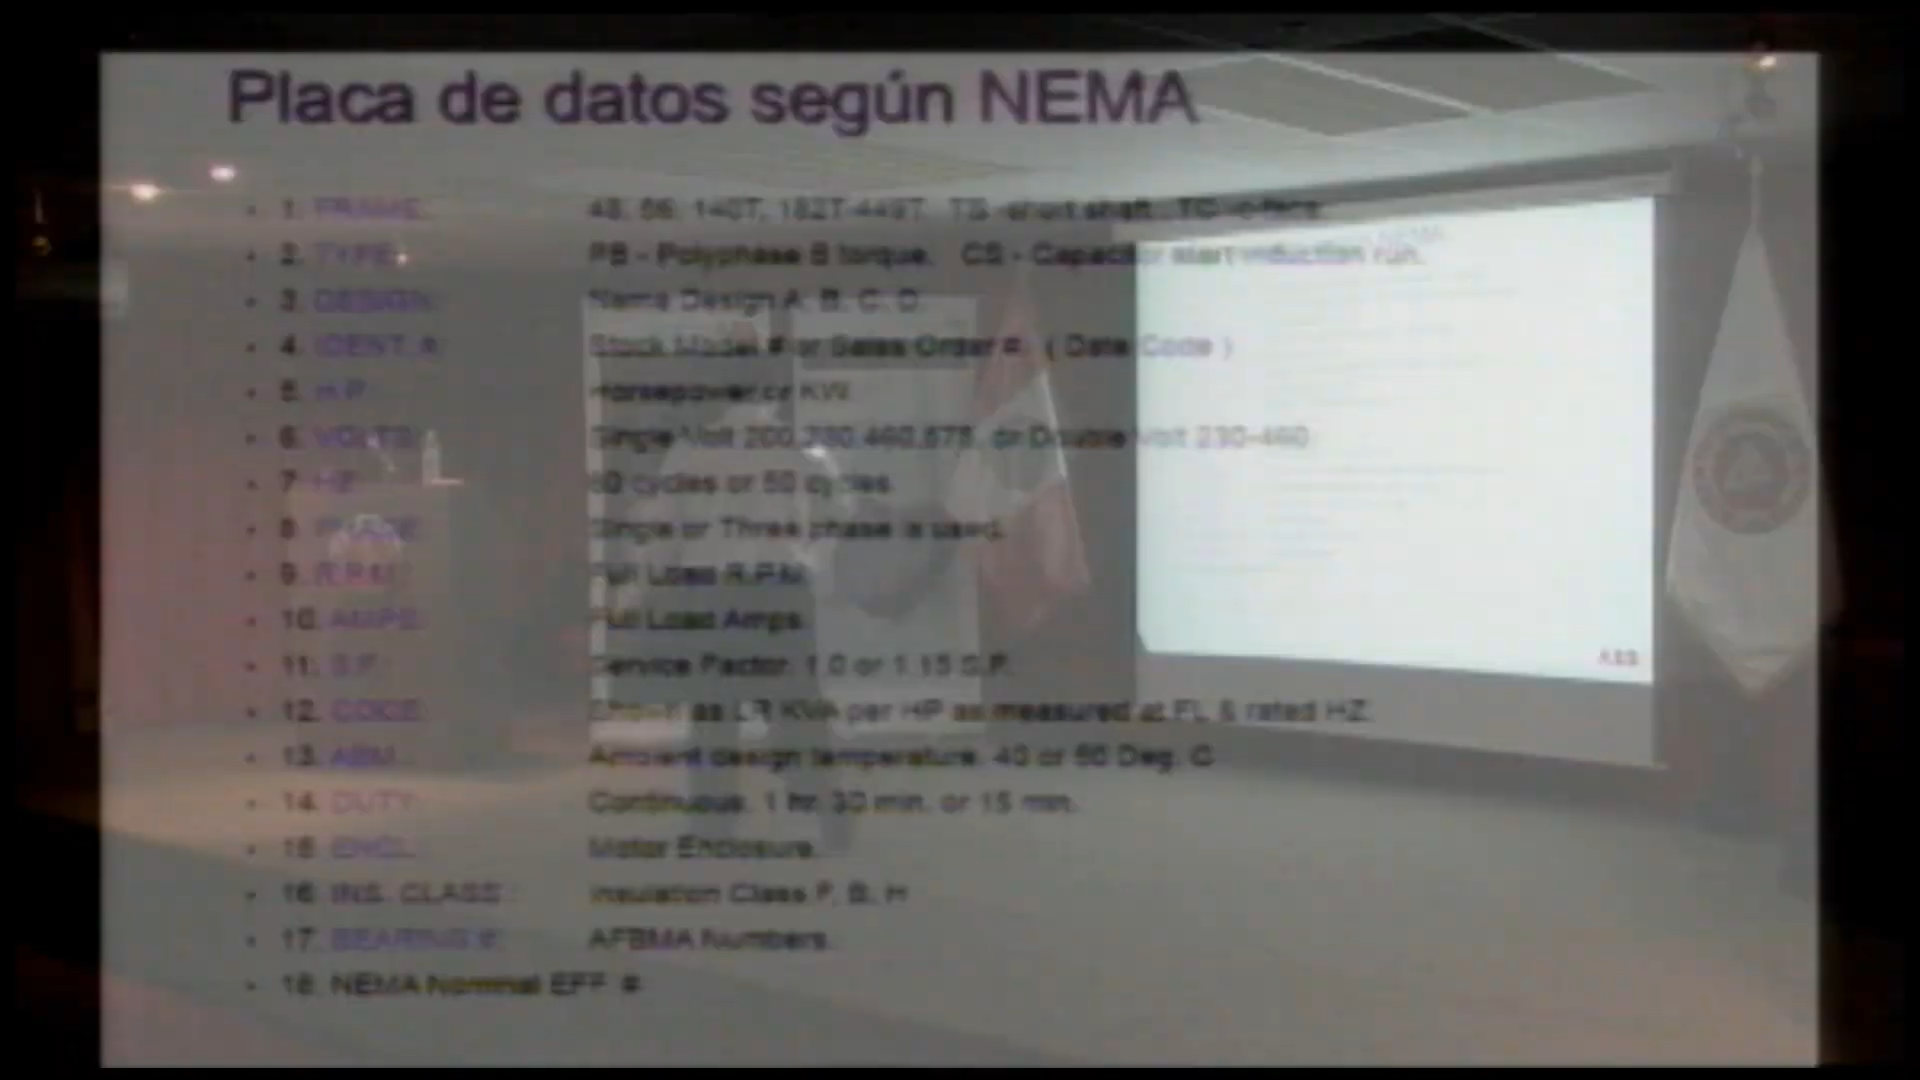 Placa de datos según NEMA
• 1. FRAME: 48, 56, 140T, 182T-449T. TS -short shaft. TC -c-face
• 2. TYPE: PB - Polyphase B torque. CS - Capacitor start-induction run.
• 3. DESIGN: Nema Design A, B, C, D
• 4. IDENT. #: Stock Model # or Sales Order #. ( Date Code )
• 5. H.P.: Horsepower or KW.
• 6. VOLTS: Single Volt 200,230,460,575, or Double Volt 230-460
• 7. HZ: 60 cycles or 50 cycles
• 8. PHASE: Single or Three phase is used.
• 9. R.P.M.: Full Load R.P.M.
• 10. AMPS: Full Load Amps.
• 11. S.F.: Service Factor. 1.0 or 1.15 S.F.
• 12. CODE: Shown as LR KVA per HP as measured at FL & rated HZ.
• 13. ABM.: Ambient design temperature. 40 or 50 Deg. C
• 14. DUTY: Continuous. 1 hr. 30 min. or 15 min.
• 15. ENCL.: Motor Enclosure.
• 16. INS. CLASS : Insulation Class F, B, H
• 17. BEARING #: AFBMA Numbers.
• 18. NEMA Nominal EFF #
ABB